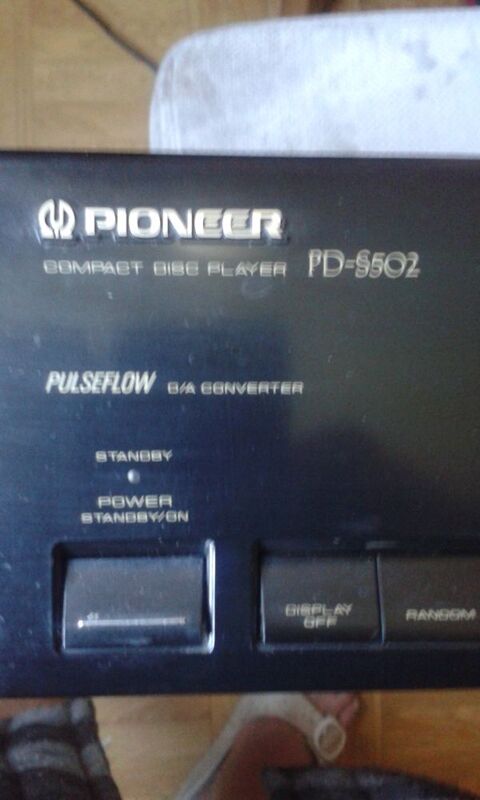 PIONEER
COMPACT DISC PLAYER PD-S502
PULSEFLOW D/A CONVERTER
STANDBY
POWER
STANDBY/ON
DISPLAY OFF
RANDOM